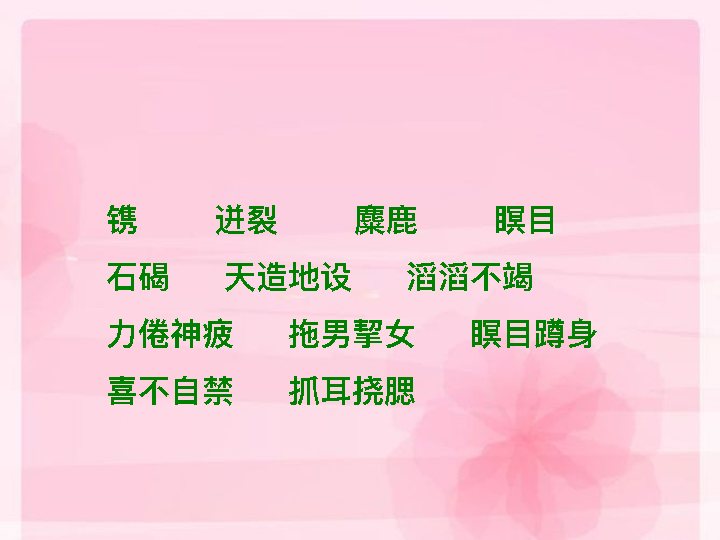 镌 迸裂 麋鹿 瞑目
石碣 天造地设 滔滔不竭
力倦神疲 拖男挈女 瞑目蹲身
喜不自禁 抓耳挠腮